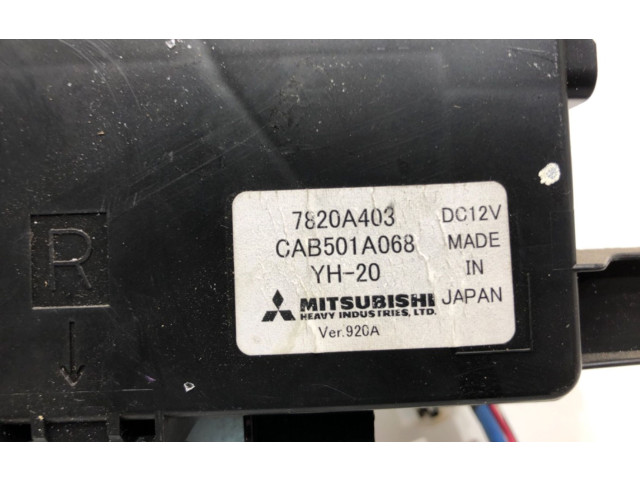 R
7820A403
CAB501A068
YH-20
MITSUBISHI
HEAVY INDUSTRIES, LTD.
Ver.920A
DC12V
MADE
IN
JAPAN